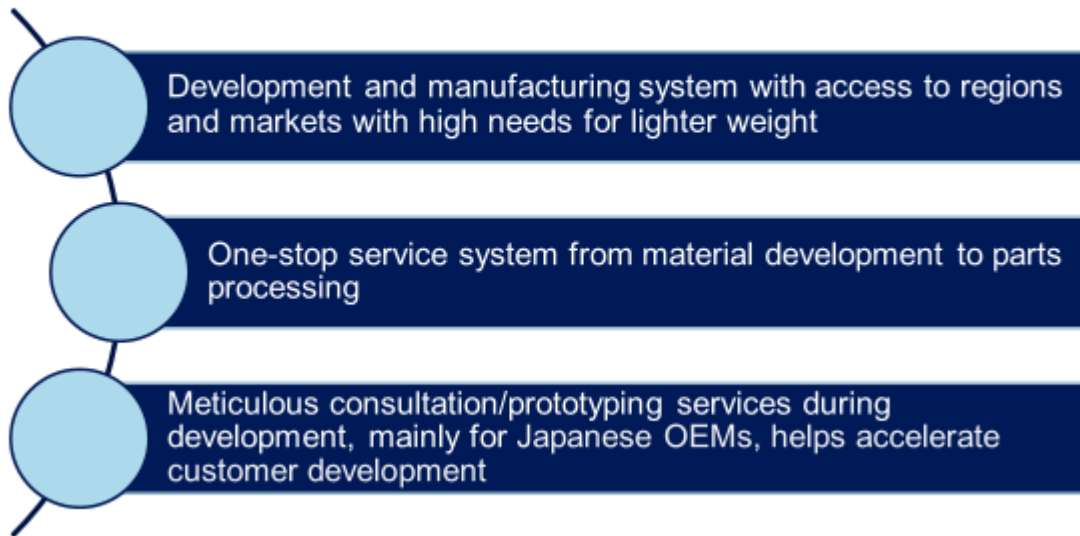 Development and manufacturing system with access to regions
and markets with high needs for lighter weight
One-stop service system from material development to parts
processing
Meticulous consultation/prototyping services during
development, mainly for Japanese OEMs, helps accelerate
customer development